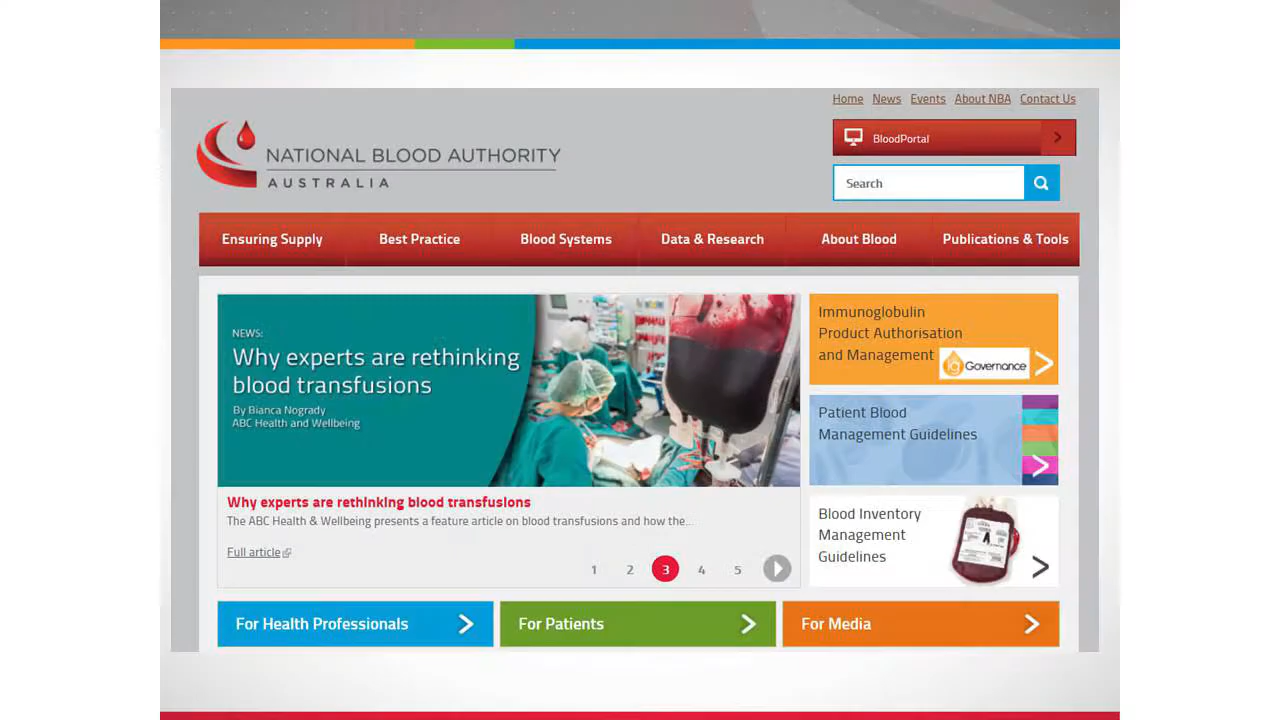 Home News Events About NBA Contact Us
BloodPortal
NATIONAL BLOOD AUTHORITY
AUSTRALIA
Search
Ensuring Supply Best Practice Blood Systems Data & Research About Blood Publications & Tools
NEWS:
Why experts are rethinking
blood transfusions
By Bianca Nogrady
ABC Health and Wellbeing
Immunoglobulin
Product Authorisation
and Management
Ig Governance
Patient Blood
Management Guidelines
Blood Inventory
Management
Guidelines
Why experts are rethinking blood transfusions
The ABC Health & Wellbeing presents a feature article on blood transfusions and how the...
Full article
1 2 3 4 5
For Health Professionals For Patients For Media